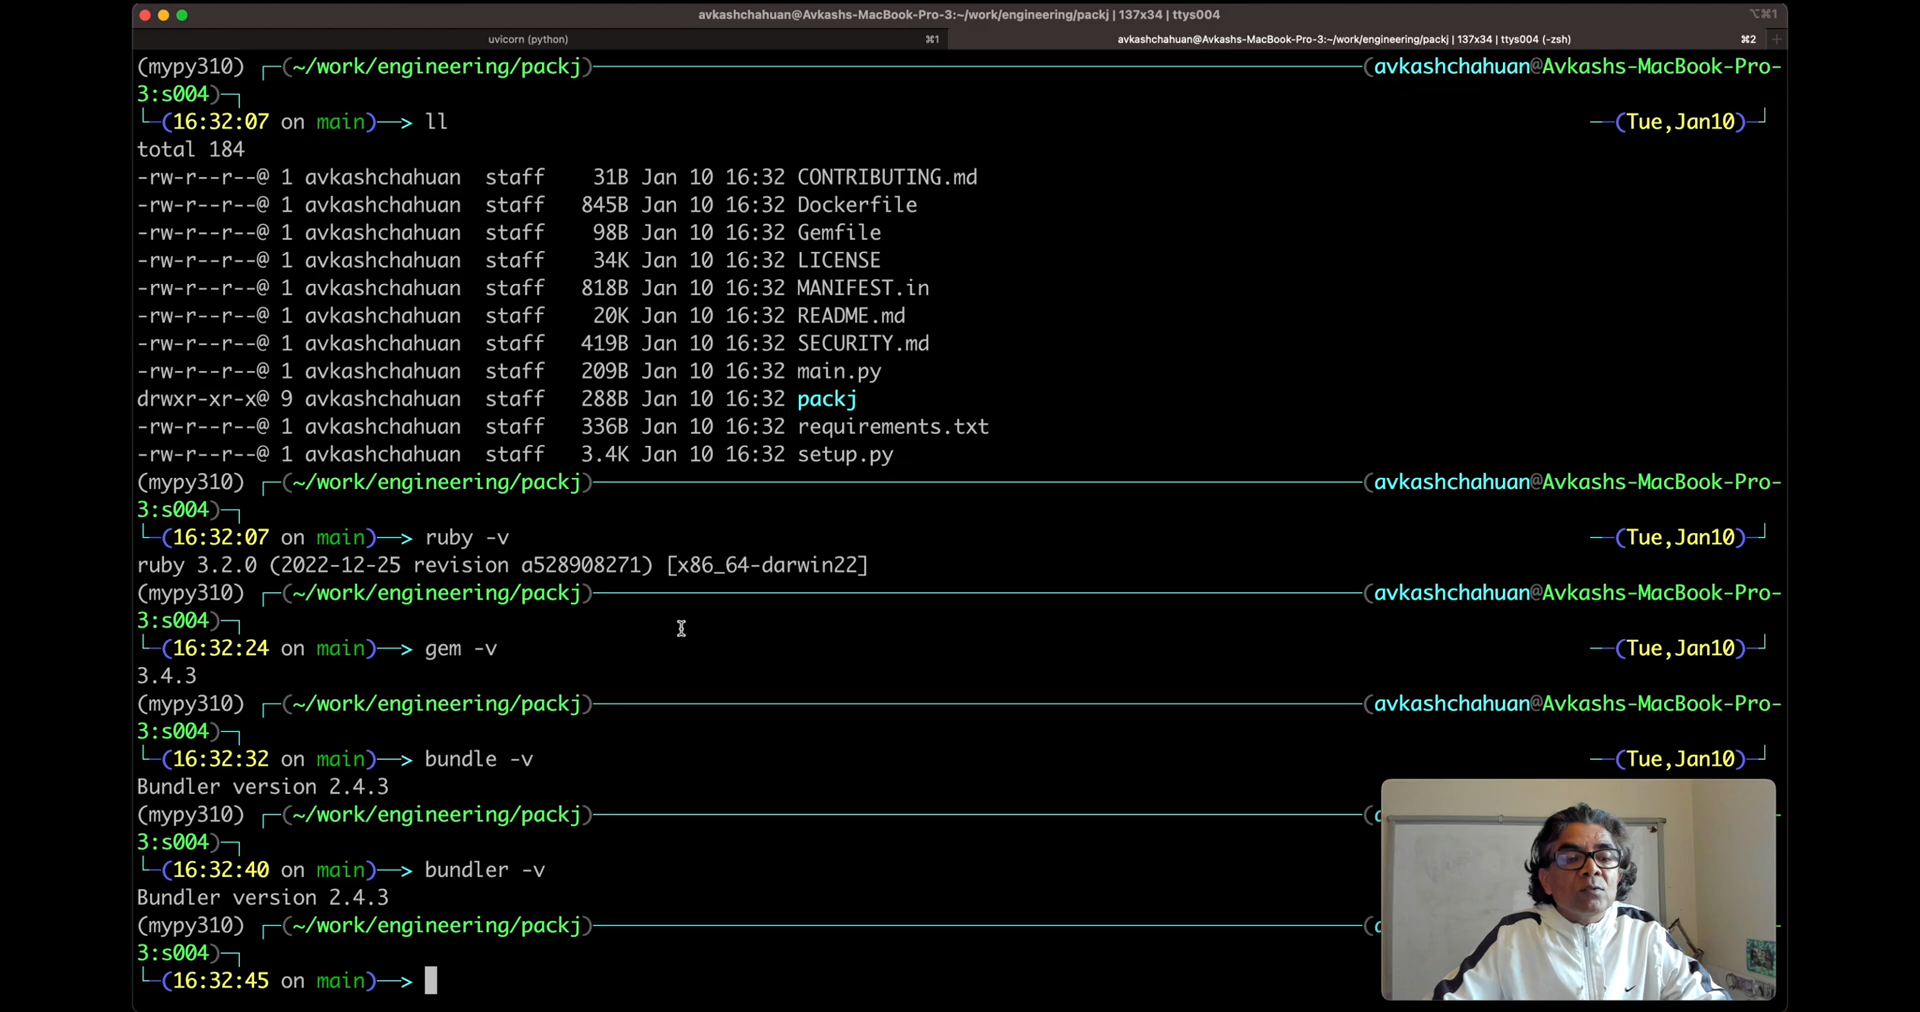 avkashchahuan@Avkashs-MacBook-Pro-3:~/work/engineering/packj | 137x34 | ttys004
⌥⌘1
uvicorn (python) ⌘1
avkashchahuan@Avkashs-MacBook-Pro-3:~/work/engineering/packj | 137x34 | ttys004 (-zsh) ⌘2 +
(mypy310) ┌─(~/work/engineering/packj)────(avkashchahuan@Avkashs-MacBook-Pro-
3:s004)─┐
└─(16:32:07 on main)──> ll ──(Tue,Jan10)─┘
total 184
-rw-r--r--@ 1 avkashchahuan  staff    31B Jan 10 16:32 CONTRIBUTING.md
-rw-r--r--@ 1 avkashchahuan  staff   845B Jan 10 16:32 Dockerfile
-rw-r--r--@ 1 avkashchahuan  staff    98B Jan 10 16:32 Gemfile
-rw-r--r--@ 1 avkashchahuan  staff    34K Jan 10 16:32 LICENSE
-rw-r--r--@ 1 avkashchahuan  staff   818B Jan 10 16:32 MANIFEST.in
-rw-r--r--@ 1 avkashchahuan  staff    20K Jan 10 16:32 README.md
-rw-r--r--@ 1 avkashchahuan  staff   419B Jan 10 16:32 SECURITY.md
-rw-r--r--@ 1 avkashchahuan  staff   209B Jan 10 16:32 main.py
drwxr-xr-x@ 9 avkashchahuan  staff   288B Jan 10 16:32 packj
-rw-r--r--@ 1 avkashchahuan  staff   336B Jan 10 16:32 requirements.txt
-rw-r--r--@ 1 avkashchahuan  staff   3.4K Jan 10 16:32 setup.py
(mypy310) ┌─(~/work/engineering/packj)────(avkashchahuan@Avkashs-MacBook-Pro-
3:s004)─┐
└─(16:32:07 on main)──> ruby -v ──(Tue,Jan10)─┘
ruby 3.2.0 (2022-12-25 revision a528908271) [x86_64-darwin22]
(mypy310) ┌─(~/work/engineering/packj)────(avkashchahuan@Avkashs-MacBook-Pro-
3:s004)─┐
└─(16:32:24 on main)──> gem -v ──(Tue,Jan10)─┘
3.4.3
(mypy310) ┌─(~/work/engineering/packj)────(avkashchahuan@Avkashs-MacBook-Pro-
3:s004)─┐
└─(16:32:32 on main)──> bundle -v ──(Tue,Jan10)─┘
Bundler version 2.4.3
(mypy310) ┌─(~/work/engineering/packj)────(a
3:s004)─┐
└─(16:32:40 on main)──> bundler -v
Bundler version 2.4.3
(mypy310) ┌─(~/work/engineering/packj)────(a
3:s004)─┐
└─(16:32:45 on main)──>